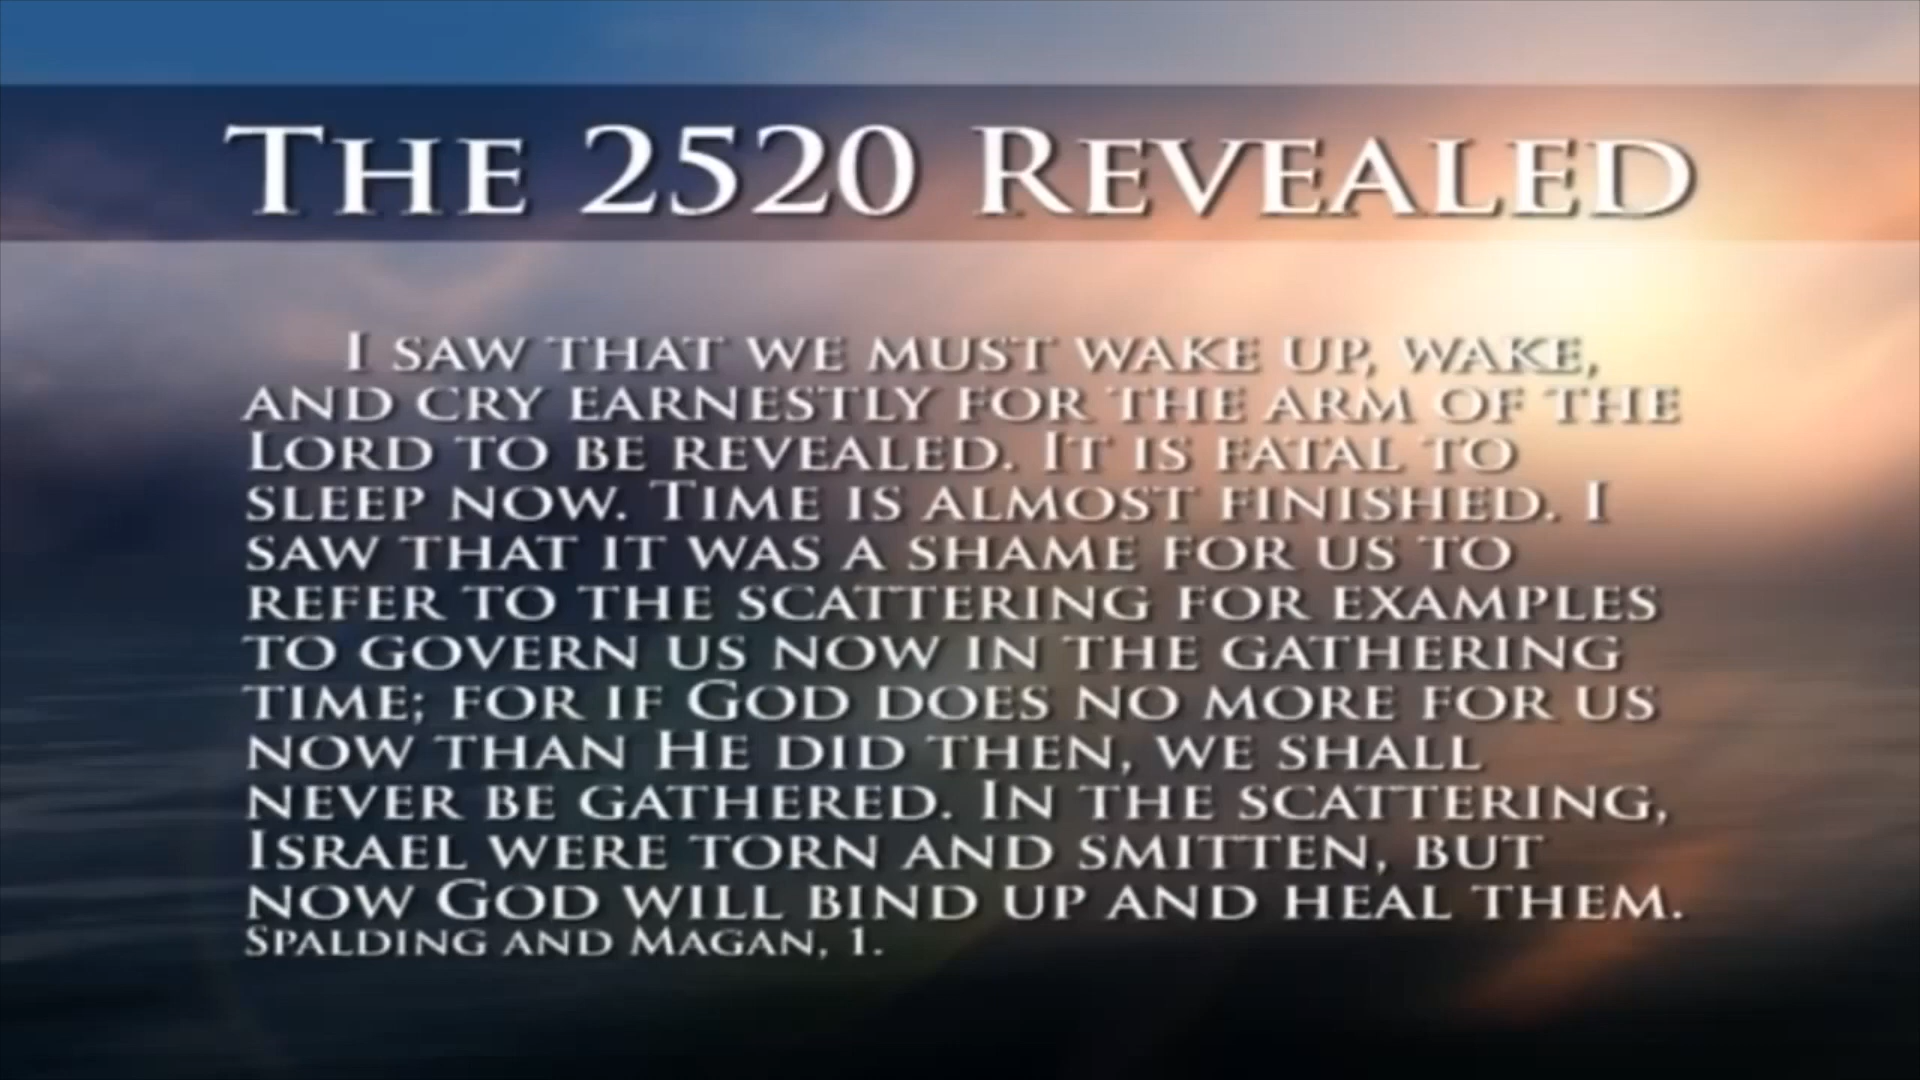 The 2520 Revealed
I saw that we must wake up, wake,
and cry earnestly for the arm of the
Lord to be revealed. It is fatal to
sleep now. Time is almost finished. I
saw that it was a shame for us to
refer to the scattering for examples
to govern us now in the gathering
time; for if God does no more for us
now than He did then, we shall
never be gathered. In the scattering,
Israel were torn and smitten, but
now God will bind up and heal them.
Spalding and Magan, 1.